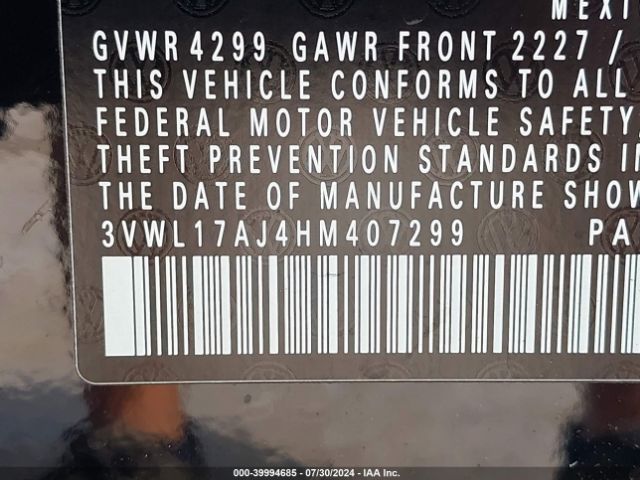 MEXI
GVWR 4299 GAWR FRONT 2227 /
THIS VEHICLE CONFORMS TO ALL
FEDERAL MOTOR VEHICLE SAFETY
THEFT PREVENTION STANDARDS IN
THE DATE OF MANUFACTURE SHOW
3VWL17AJ4HM407299 PA
000-39994685 - 07/30/2024 - IAA Inc.